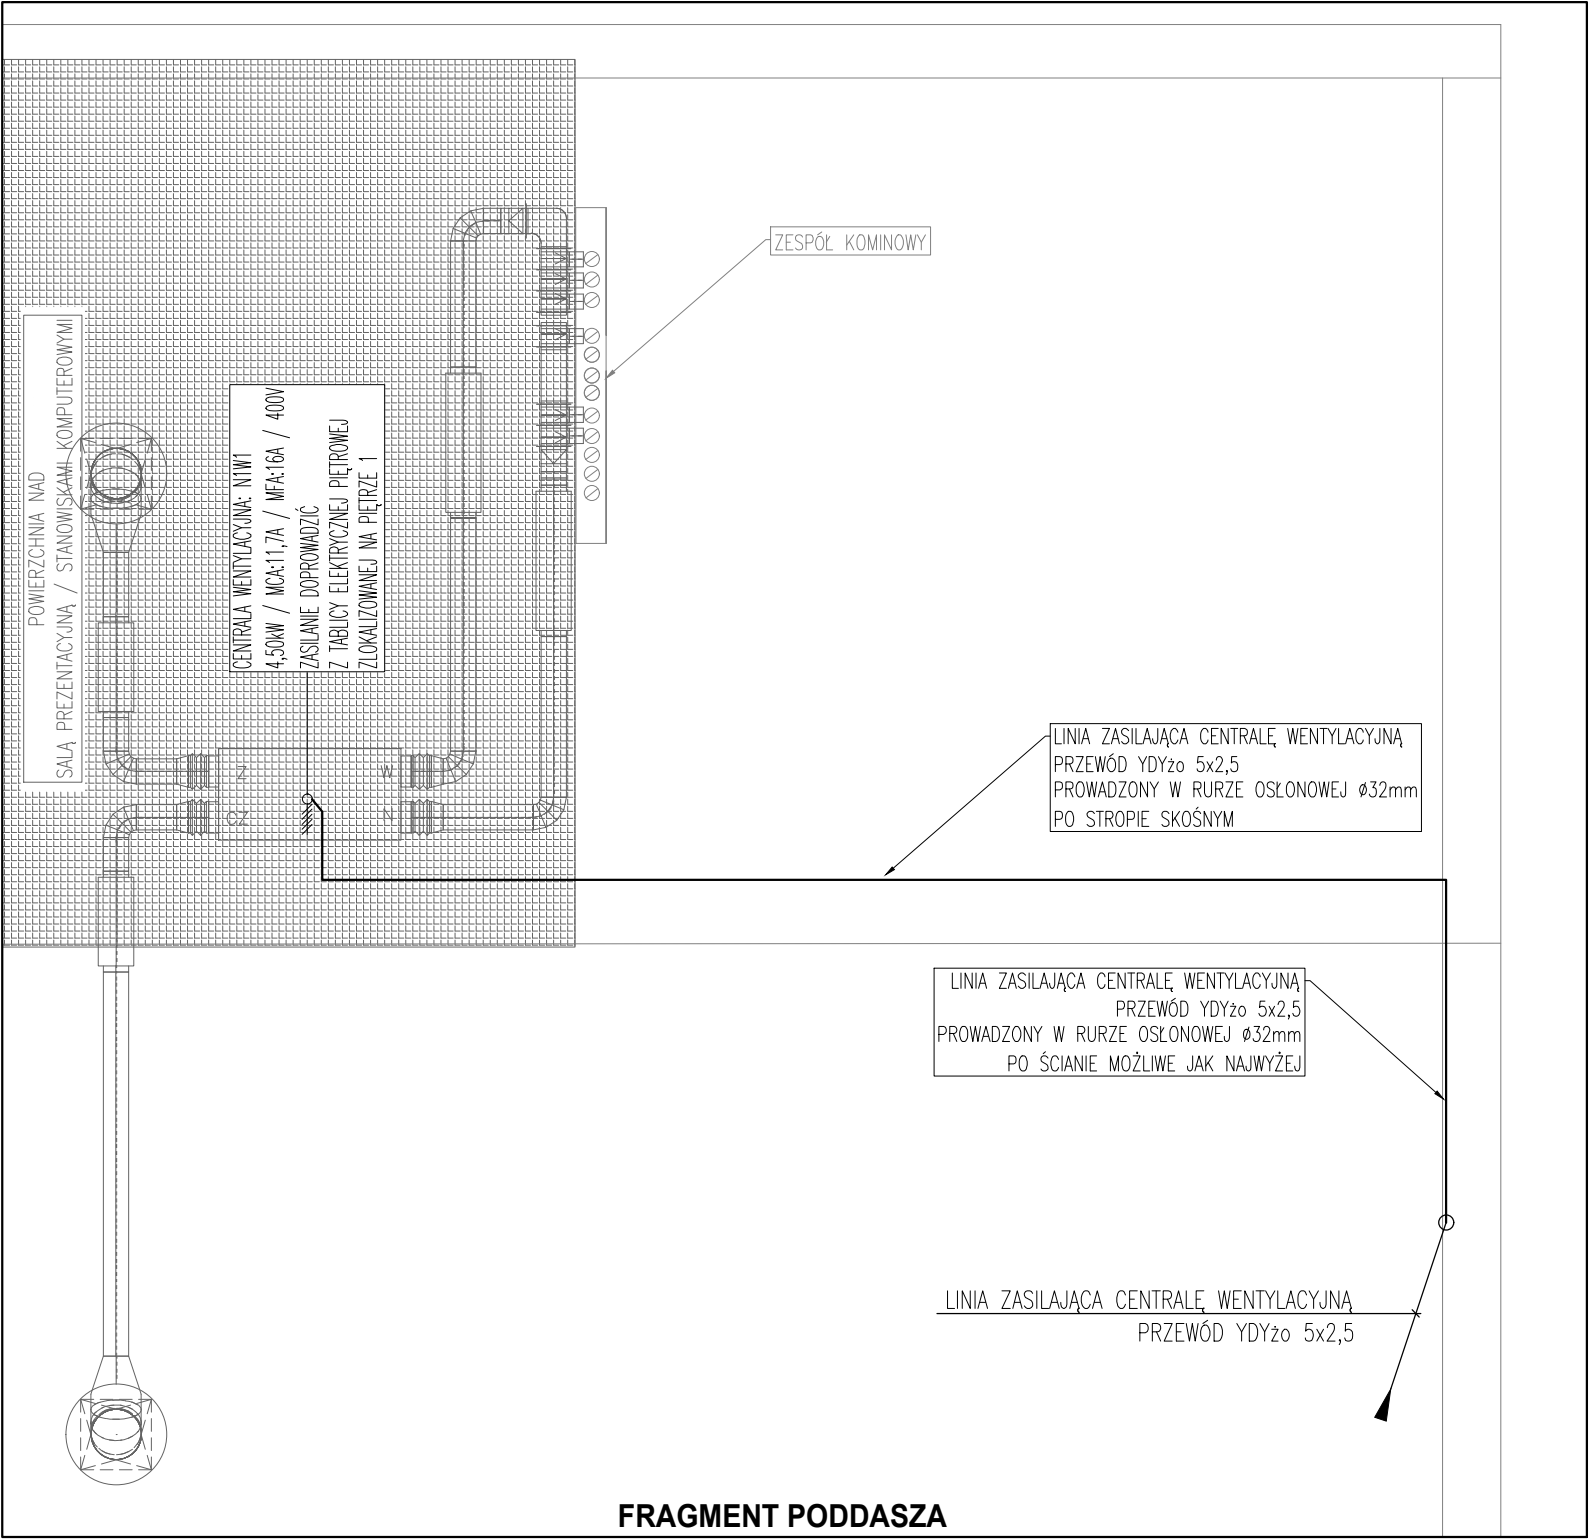 ZESPÓŁ KOMINOWY
POWIERZCHNIA NAD
SALĄ PREZENTACYJNĄ / STANOWISKAMI KOMPUTEROWYMI
CENTRALA WENTYLACYJNA: N1W1
4,50kW / MCA:11,7A / MFA:16A / 400V
ZASILANIE DOPROWADZIĆ
Z TABLICY ELEKTRYCZNEJ PIĘTROWEJ
ZLOKALIZOWANEJ NA PIĘTRZE 1
Z
W
CZ
N
LINIA ZASILAJĄCA CENTRALĘ WENTYLACYJNĄ
PRZEWÓD YDYżo 5x2,5
PROWADZONY W RURZE OSŁONOWEJ ø32mm
PO STROPIE SKOŚNYM
LINIA ZASILAJĄCA CENTRALĘ WENTYLACYJNĄ
PRZEWÓD YDYżo 5x2,5
PROWADZONY W RURZE OSŁONOWEJ ø32mm
PO ŚCIANIE MOŻLIWE JAK NAJWYŻEJ
LINIA ZASILAJĄCA CENTRALĘ WENTYLACYJNĄ
PRZEWÓD YDYżo 5x2,5
FRAGMENT PODDASZA